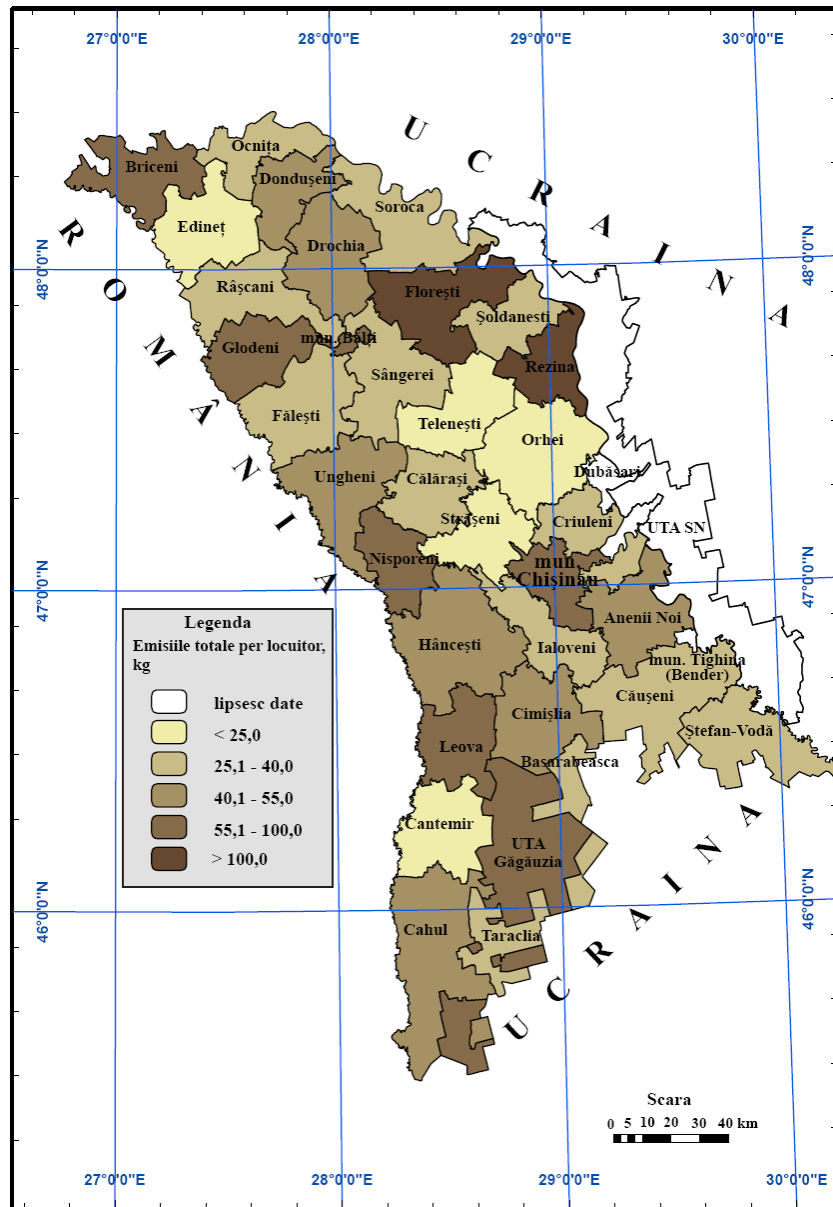 27°0'0"E 28°0'0"E 29°0'0"E 30°0'0"E
U C R A I N A
R O M Â N I A
U C R A I N A
48°0'0"N
48°0'0"N
47°0'0"N
47°0'0"N
46°0'0"N
46°0'0"N
Ocnița
Briceni
Dondușeni
Soroca
Edineț
Drochia
Râșcani
Florești
Șoldanesti
Glodeni
mun. Bălți
Rezina
Sângerei
Fălești
Telenești
Orhei
Dubăsari
Ungheni
Călărași
Strășeni
Criuleni
UTA SN
Nisporeni
mun.
Chișinău
Anenii Noi
Hâncești
Ialoveni
mun. Tighina
(Bender)
Căușeni
Cimișlia
Ștefan-Vodă
Leova
Basarabeasca
Cantemir
UTA
Găgăuzia
Cahul
Taraclia
Legenda
Emisiile totale per locuitor,
kg
lipsesc date
< 25,0
25,1 - 40,0
40,1 - 55,0
55,1 - 100,0
> 100,0
Scara
0 5 10 20 30 40 km
27°0'0"E 28°0'0"E 29°0'0"E 30°0'0"E